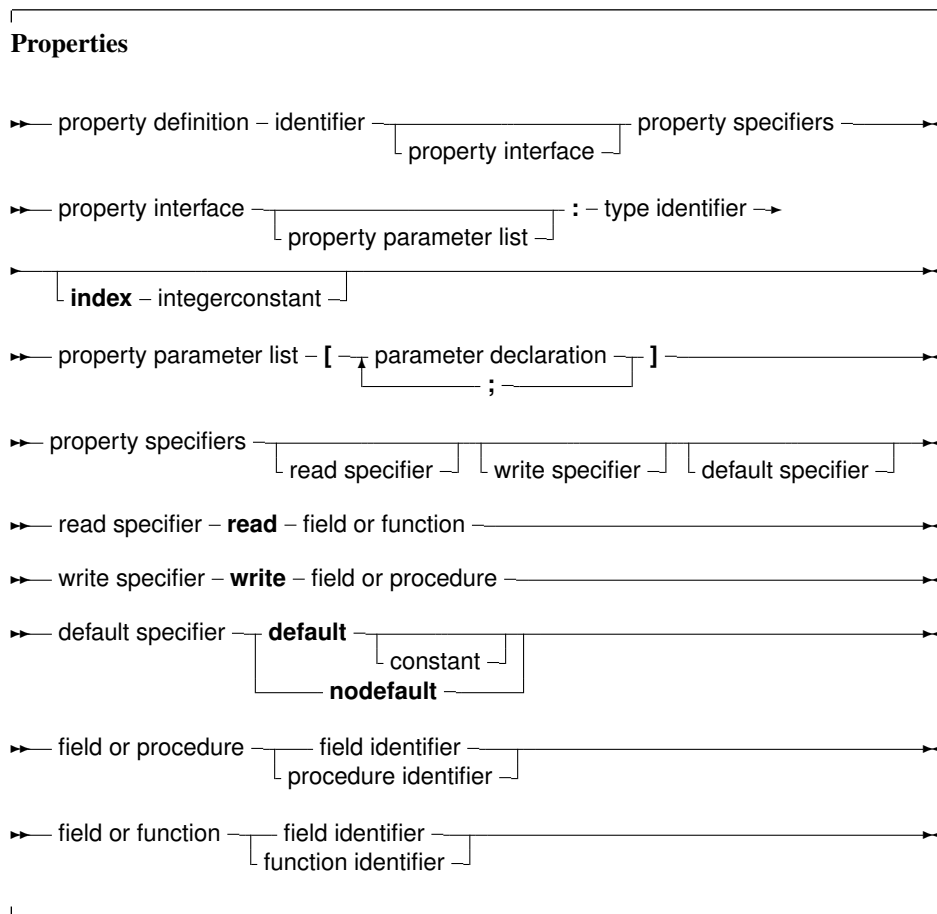 Properties
property definition – identifier property specifiers
property interface
property interface : – type identifier
property parameter list
index – integerconstant
property parameter list – [ parameter declaration ]
;
property specifiers
read specifier write specifier default specifier
read specifier – read – field or function
write specifier – write – field or procedure
default specifier default
constant
nodefault
field or procedure field identifier
procedure identifier
field or function field identifier
function identifier